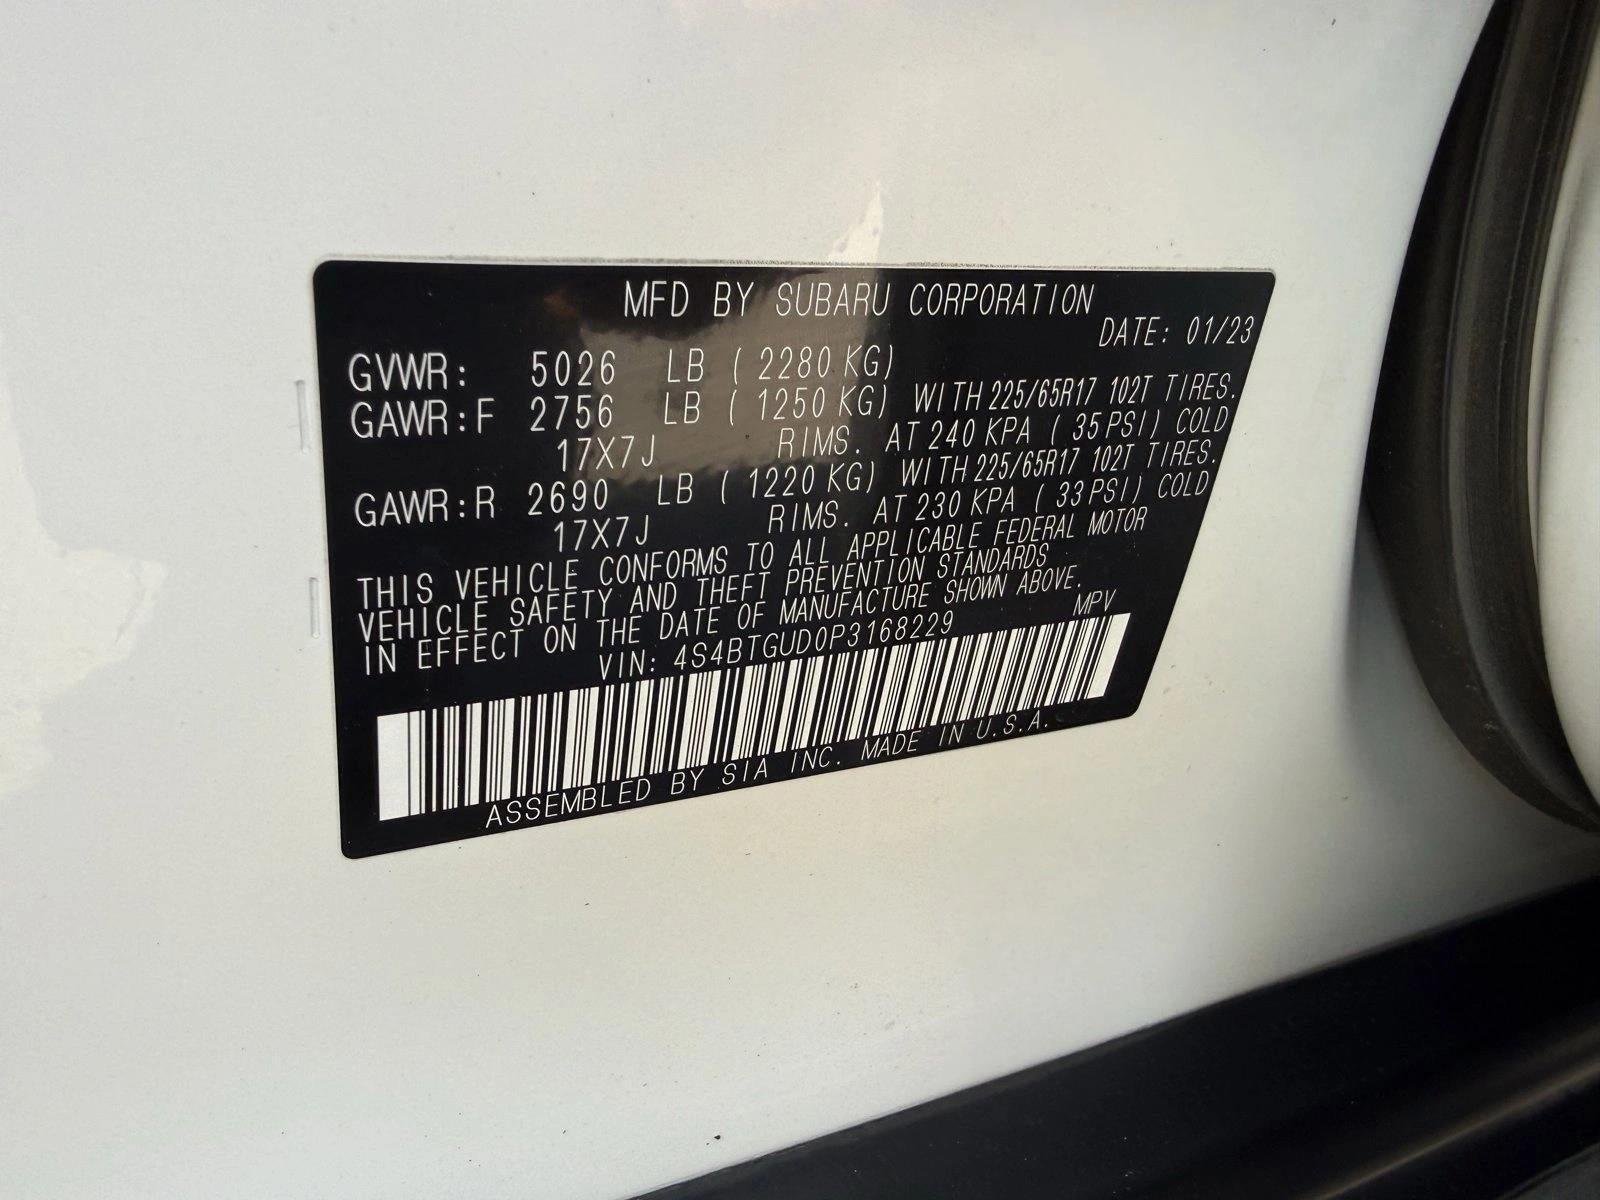 MFD BY SUBARU CORPORATION
DATE: 01/23
GVWR: 5026 LB ( 2280 KG)
GAWR:F 2756 LB ( 1250 KG) WITH 225/65R17 102T TIRES.
17X7J RIMS. AT 240 KPA ( 35 PSI) COLD
GAWR:R 2690 LB ( 1220 KG) WITH 225/65R17 102T TIRES.
17X7J RIMS. AT 230 KPA ( 33 PSI) COLD
THIS VEHICLE CONFORMS TO ALL APPLICABLE FEDERAL MOTOR
VEHICLE SAFETY AND THEFT PREVENTION STANDARDS
IN EFFECT ON THE DATE OF MANUFACTURE SHOWN ABOVE.
VIN: 4S4BTGUD0P3168229 MPV
ASSEMBLED BY SIA INC. MADE IN U.S.A.